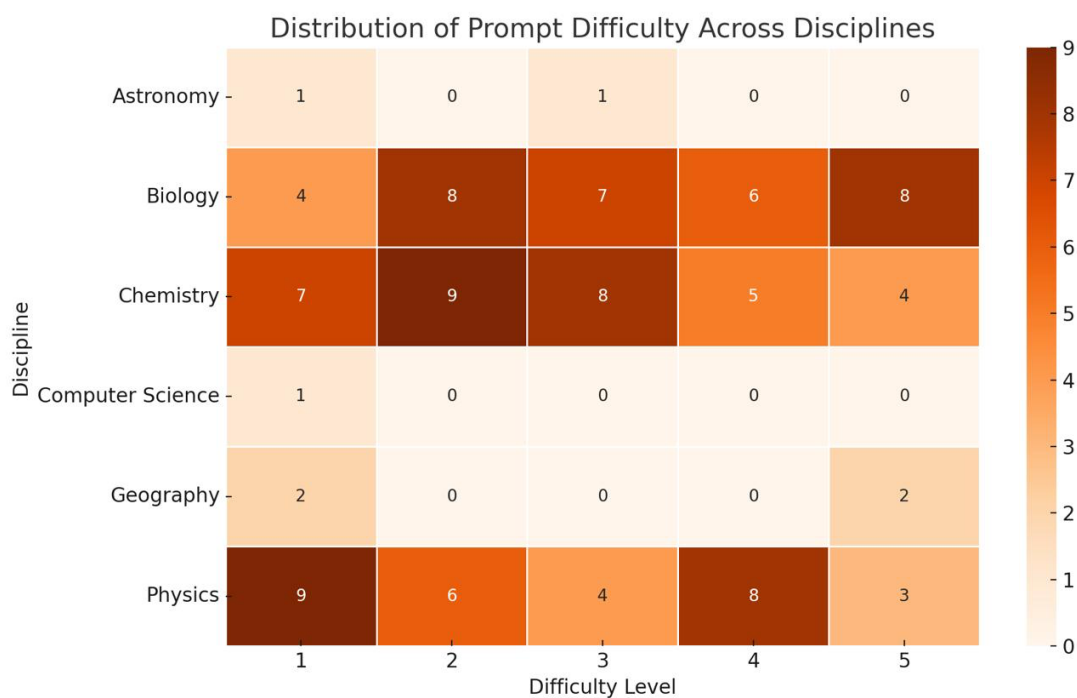 Distribution of Prompt Difficulty Across Disciplines
Astronomy 1 0 1 0 0
Biology 4 8 7 6 8
Chemistry 7 9 8 5 4
Computer Science 1 0 0 0 0
Geography 2 0 0 0 2
Physics 9 6 4 8 3
1 2 3 4 5
Difficulty Level
Discipline
9
8
7
6
5
4
3
2
1
0